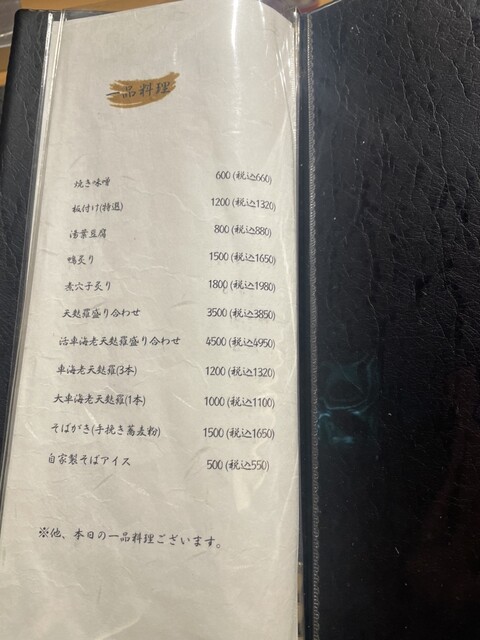 一品料理
焼き味噌 600(税込660)
板付け(特選) 1200(税込1320)
湯葉豆腐 800(税込880)
鴨炙り 1500(税込1650)
煮穴子炙り 1800(税込1980)
天麩羅盛り合わせ 3500(税込3850)
活車海老天麩羅盛り合わせ 4500(税込4950)
車海老天麩羅(3本) 1200(税込1320)
大車海老天麩羅(1本) 1000(税込1100)
そばがき(手挽き蕎麦粉) 1500(税込1650)
自家製そばアイス 500(税込550)
※他、本日の一品料理ございます。